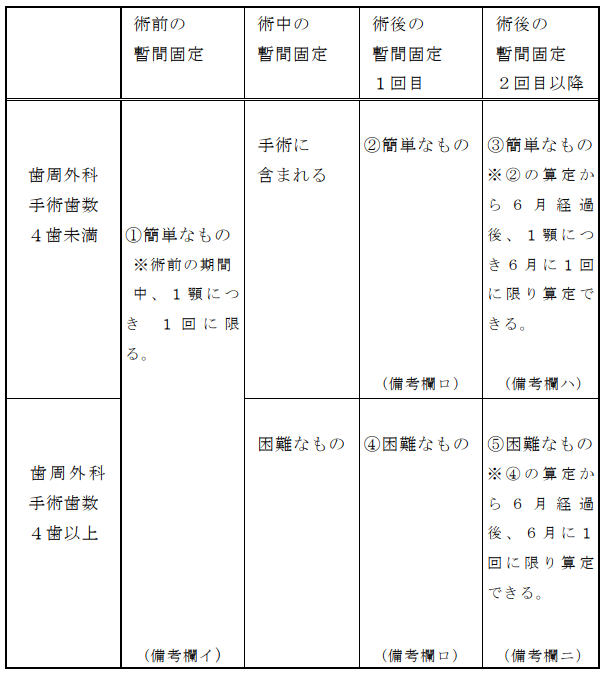 術前の
暫間固定
術中の
暫間固定
術後の
暫間固定
１回目
術後の
暫間固定
２回目以降
歯周外科
手術歯数
４歯未満
①簡単なもの
※術前の期間
中、１顎につ
き １回に限
る。
（備考欄イ）
手術に
含まれる
②簡単なもの
（備考欄ロ）
③簡単なもの
※②の算定か
ら６月経過
後、１顎につ
き６月に１回
に限り算定で
きる。
（備考欄ハ）
歯周外科
手術歯数
４歯以上
困難なもの
④困難なもの
（備考欄ロ）
⑤困難なもの
※④の算定か
ら６月経過
後、６月に１
回に限り算定
できる。
（備考欄ニ）